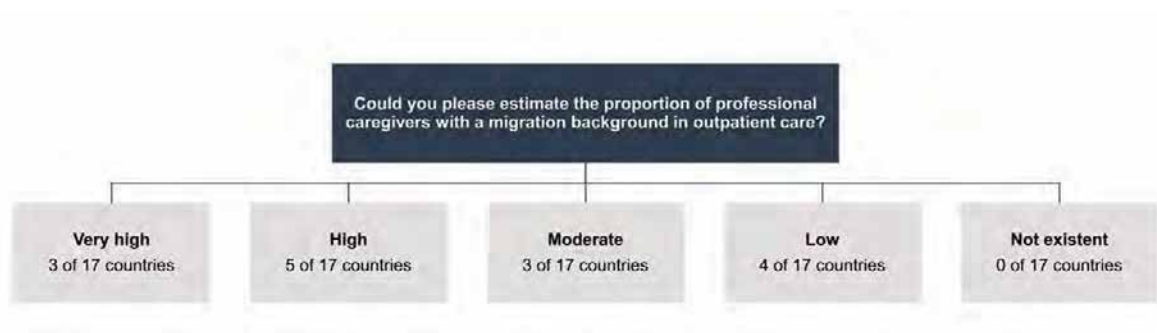 Could you please estimate the proportion of professional
caregivers with a migration background in outpatient care?
Very high
3 of 17 countries
High
5 of 17 countries
Moderate
3 of 17 countries
Low
4 of 17 countries
Not existent
0 of 17 countries